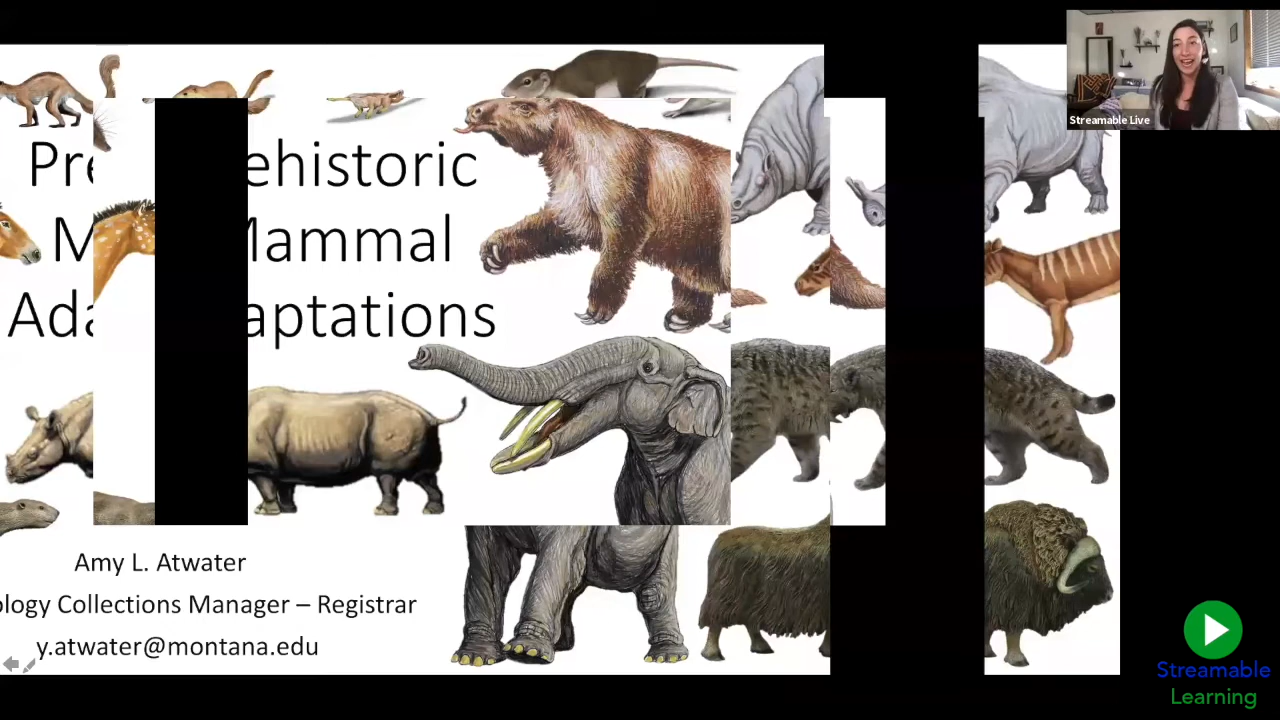 Streamable Live
Pre ehistoric
M Mammal
Ada aptations
Amy L. Atwater
ology Collections Manager – Registrar
y.atwater@montana.edu
Streamable
Learning